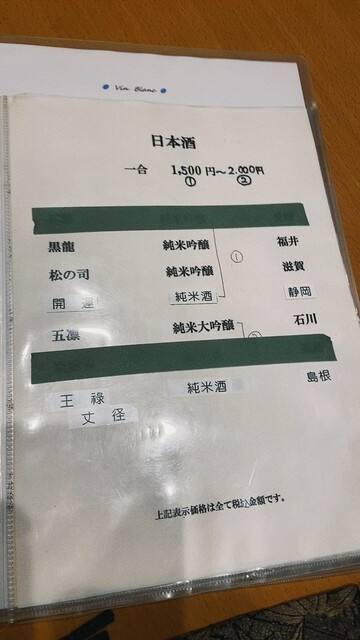 Vin Blanc
日本酒
一合 1,500円～2,000円
① ②
黒龍 純米吟醸 福井
松の司 純米吟醸 ① 滋賀
開運 純米酒 静岡
五凛 純米大吟醸 石川
王祿 純米酒 島根
丈径
上記表示価格は全て税込金額です。